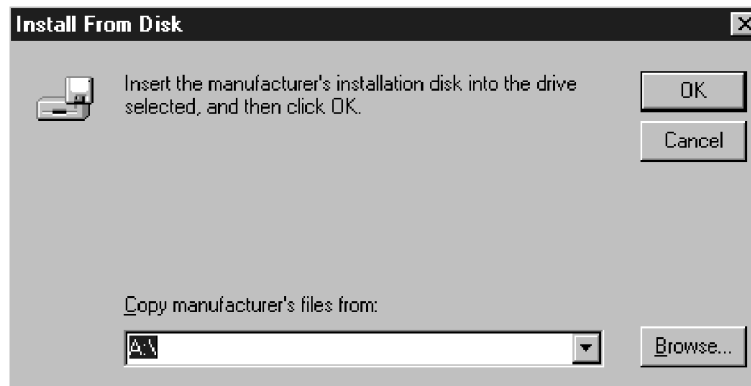 Install From Disk
Insert the manufacturer's installation disk into the drive
selected, and then click OK.
OK
Cancel
Copy manufacturer's files from:
A:\
Browse...